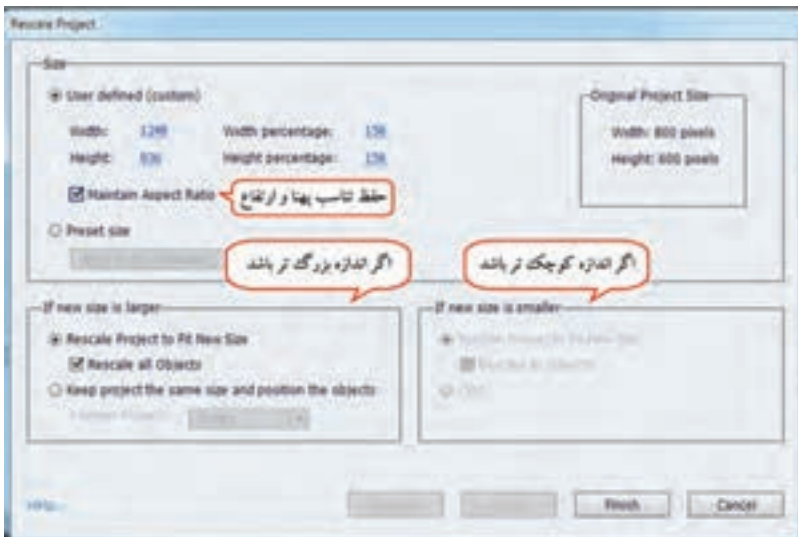 Rescale Project
Size
User defined (custom)
Original Project Size
Width:
Width percentage: 156
Width: 800 pixels
Height:
Height percentage: 156
Height: 600 pixels
Maintain Aspect Ratio
حفظ تناسب پهنا و ارتفاع
Preset size
اگر اندازه بزرگ تر باشد
اگر اندازه کوچک تر باشد
If new size is larger
If new size is smaller
Rescale Project to Fit New Size
Rescale all Objects
Keep project the same size and position the objects
Help...
Finish
Cancel